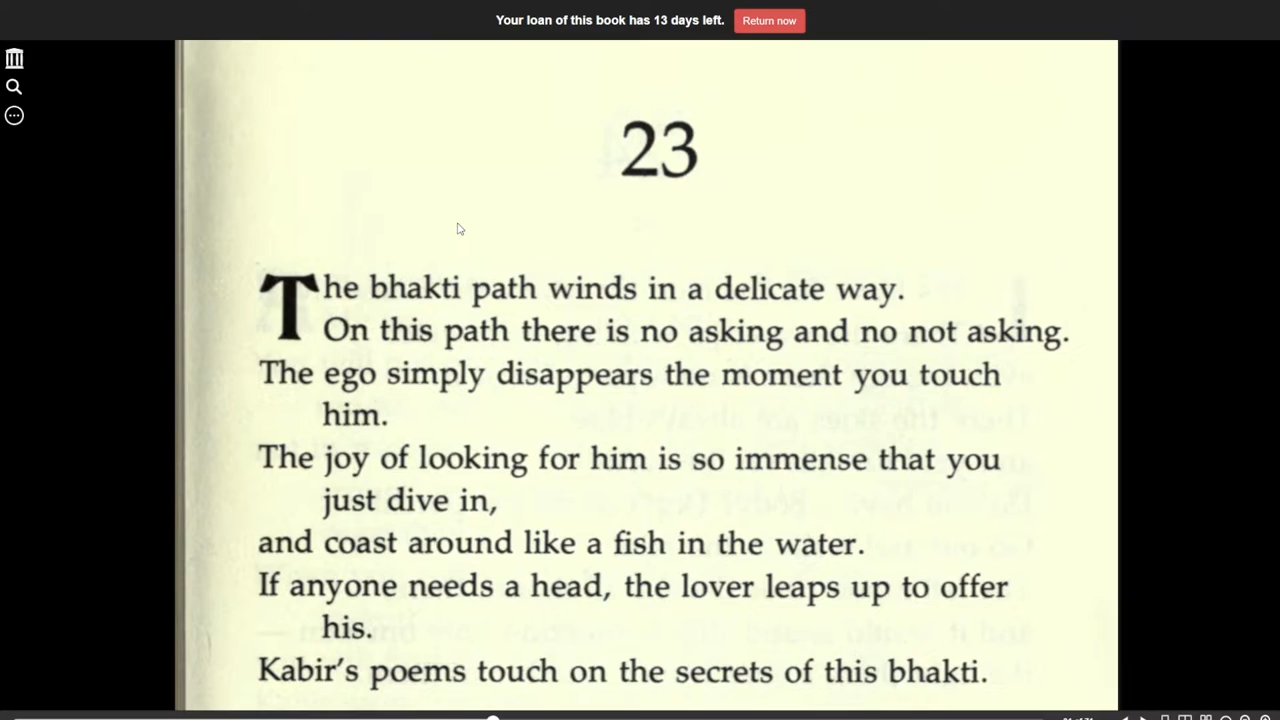 Your loan of this book has 13 days left. Return now
23
The bhakti path winds in a delicate way.
On this path there is no asking and no not asking.
The ego simply disappears the moment you touch
him.
The joy of looking for him is so immense that you
just dive in,
and coast around like a fish in the water.
If anyone needs a head, the lover leaps up to offer
his.
Kabir's poems touch on the secrets of this bhakti.